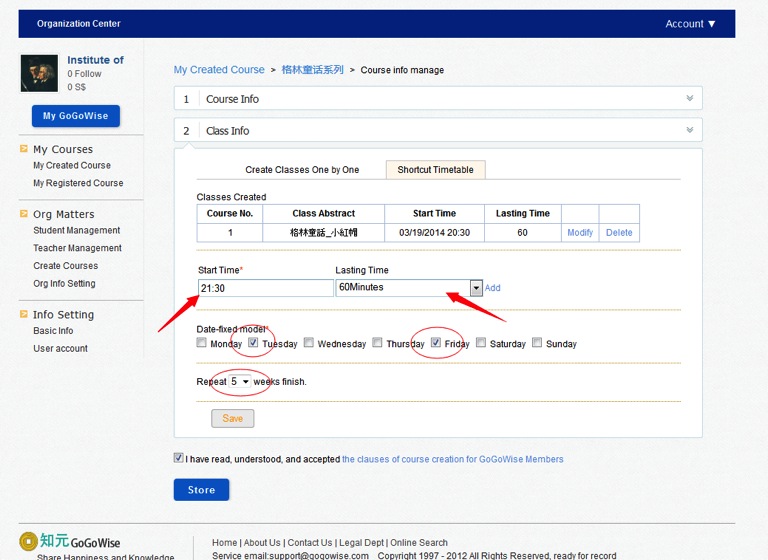 Organization Center
Account ▼
Institute of
0 Follow
0 S$
My GoGoWise
My Courses
My Created Course
My Registered Course
Org Matters
Student Management
Teacher Management
Create Courses
Org Info Setting
Info Setting
Basic Info
User account
My Created Course > 格林童话系列 > Course info manage
1 Course Info
2 Class Info
Create Classes One by One Shortcut Timetable
Classes Created
Course No. Class Abstract Start Time Lasting Time
1 格林童話_小紅帽 03/19/2014 20:30 60 Modify Delete
Start Time* Lasting Time
21:30 60Minutes Add
Date-fixed model*
Monday Tuesday Wednesday Thursday Friday Saturday Sunday
Repeat 5 weeks finish.
Save
I have read, understood, and accepted the clauses of course creation for GoGoWise Members
Store
知元 GoGoWise
Share Happiness and Knowledge
Home | About Us | Contact Us | Legal Dept | Online Search
Service email:support@gogowise.com Copyright 1997 - 2012 All Rights Reserved, ready for record